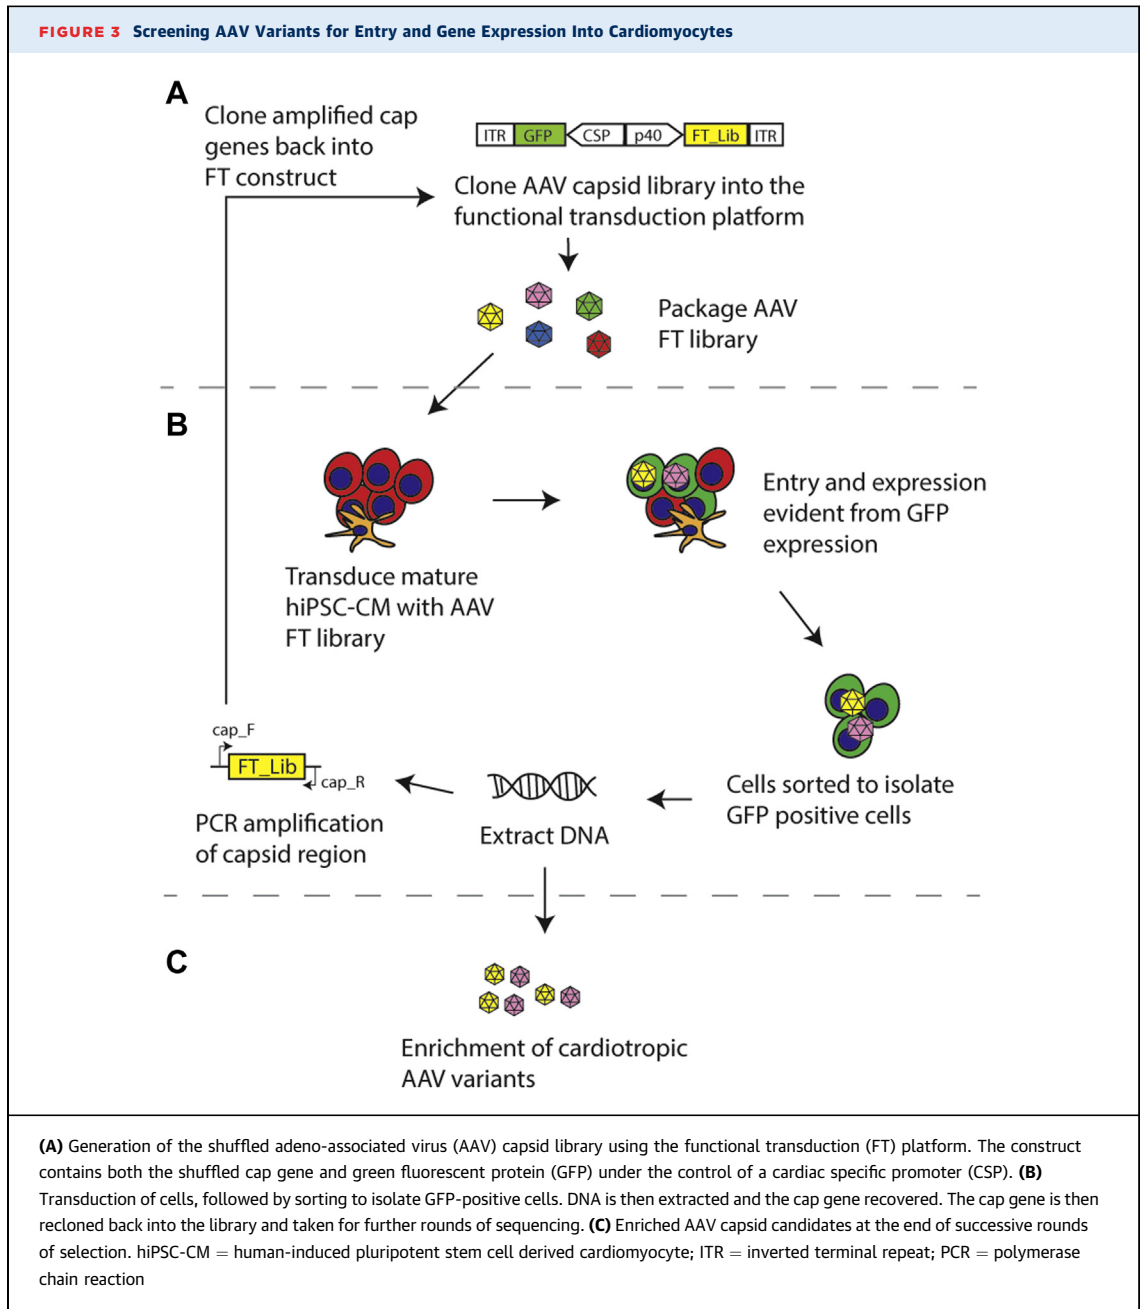 FIGURE 3 Screening AAV Variants for Entry and Gene Expression Into Cardiomyocytes
A
Clone amplified cap
genes back into
FT construct
ITR GFP CSP p40 FT_Lib ITR
Clone AAV capsid library into the
functional transduction platform
Package AAV
FT library
B
Transduce mature
hiPSC-CM with AAV
FT library
Entry and expression
evident from GFP
expression
Cells sorted to isolate
GFP positive cells
Extract DNA
cap_F
FT_Lib
cap_R
PCR amplification
of capsid region
C
Enrichment of cardiotropic
AAV variants
(A) Generation of the shuffled adeno-associated virus (AAV) capsid library using the functional transduction (FT) platform. The construct
contains both the shuffled cap gene and green fluorescent protein (GFP) under the control of a cardiac specific promoter (CSP). (B)
Transduction of cells, followed by sorting to isolate GFP-positive cells. DNA is then extracted and the cap gene recovered. The cap gene is then
recloned back into the library and taken for further rounds of sequencing. (C) Enriched AAV capsid candidates at the end of successive rounds
of selection. hiPSC-CM = human-induced pluripotent stem cell derived cardiomyocyte; ITR = inverted terminal repeat; PCR = polymerase
chain reaction